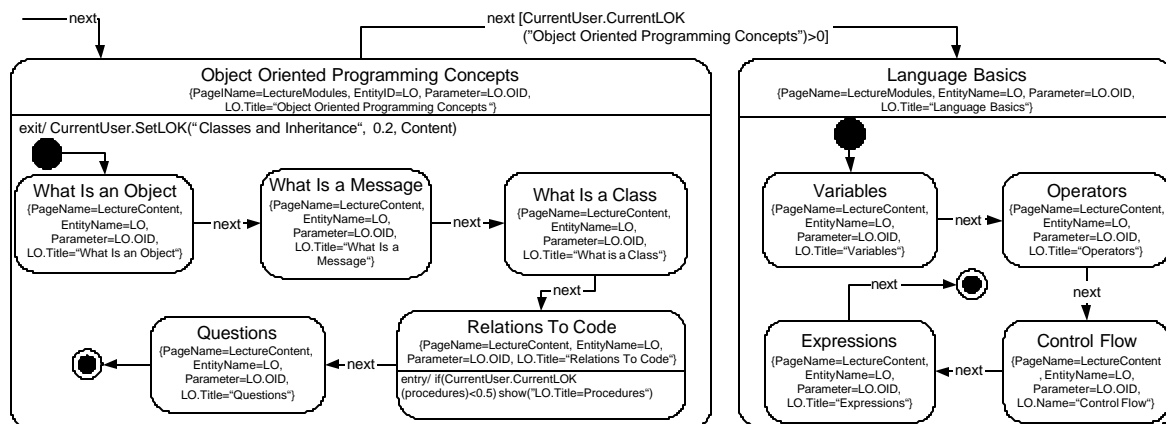 next
next [CurrentUser.CurrentLOK
("Object Oriented Programming Concepts")>0]
Object Oriented Programming Concepts
{PageIName=LectureModules, EntityID=LO, Parameter=LO.OID,
LO.Title="Object Oriented Programming Concepts"}
exit/ CurrentUser.SetLOK("Classes and Inheritance", 0.2, Content)
What Is an Object
{PageName=LectureContent,
EntityName=LO,
Parameter=LO.OID,
LO.Title="What Is an Object"}
next
What Is a Message
{PageName=LectureContent,
EntityName=LO,
Parameter=LO.OID,
LO.Title="What Is a
Message"}
next
What Is a Class
{PageName=LectureContent,
EntityName=LO,
Parameter=LO.OID,
LO.Title="What is a Class"}
next
Relations To Code
{PageName=LectureContent, EntityName=LO,
Parameter=LO.OID, LO.Title="Relations To Code"}
entry/ if(CurrentUser.CurrentLOK
(procedures)<0.5) show("LO.Title=Procedures")
next
Questions
{PageName=LectureContent,
EntityName=LO,
Parameter=LO.OID,
LO.Title="Questions"}
Language Basics
{PageName=LectureModules, EntityName=LO, Parameter=LO.OID,
LO.Title="Language Basics"}
Variables
{PageName=LectureContent,
EntityName=LO,
Parameter=LO.OID,
LO.Title="Variables"}
next
Operators
{PageName=LectureContent,
EntityName=LO,
Parameter=LO.OID,
LO.Title="Operators"}
next
Control Flow
{PageName=LectureContent
, EntityName=LO,
Parameter=LO.OID,
LO.Name="Control Flow"}
next
Expressions
{PageName=LectureContent,
EntityName=LO,
Parameter=LO.OID,
LO.Title="Expressions"}
next